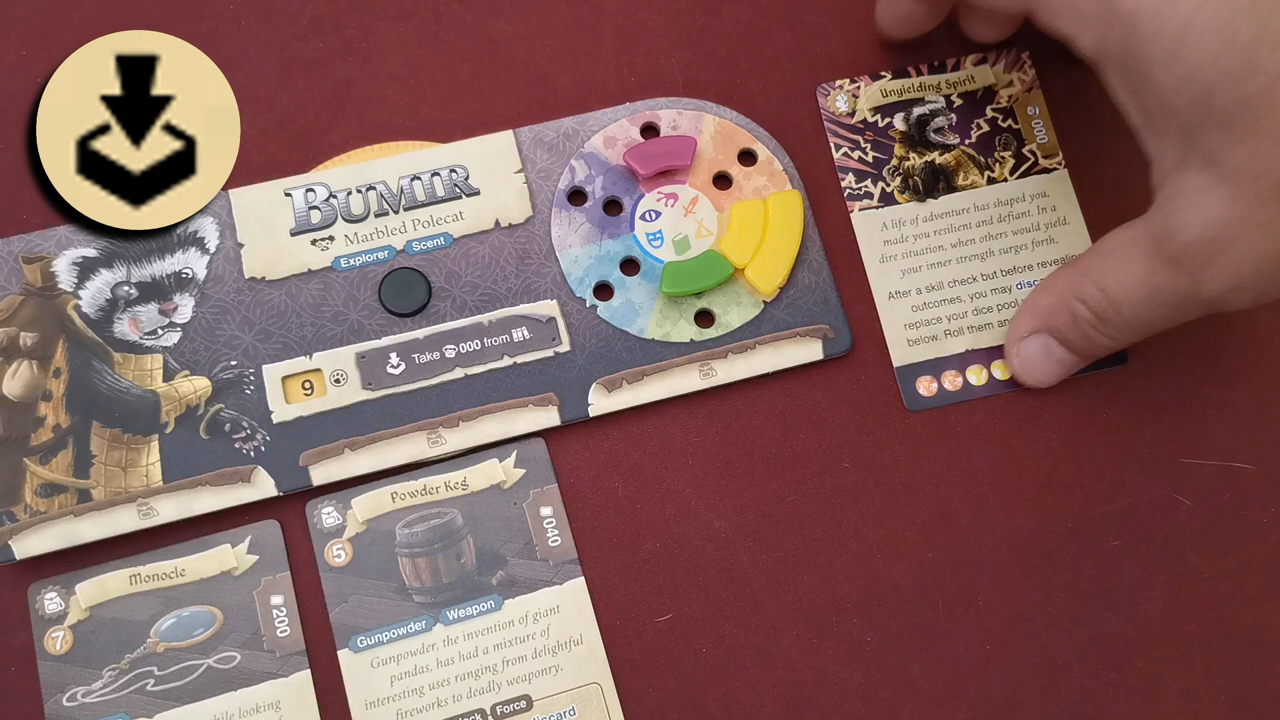 BUMIR
Marbled Polecat
Explorer Scent
9
Take 000 from
Unyielding Spirit
000
A life of adventure has shaped you,
made you resilient and defiant. In a
dire situation, when others would yield,
your inner strength surges forth.
After a skill check but before revealing
outcomes, you may
replace your dice pool
below. Roll them
Monocle
7
200
while looking
Powder Keg
5
040
Gunpowder Weapon
Gunpowder, the invention of giant
pandas, has had a mixture of
interesting uses ranging from delightful
fireworks to deadly weaponry.
Force
discard